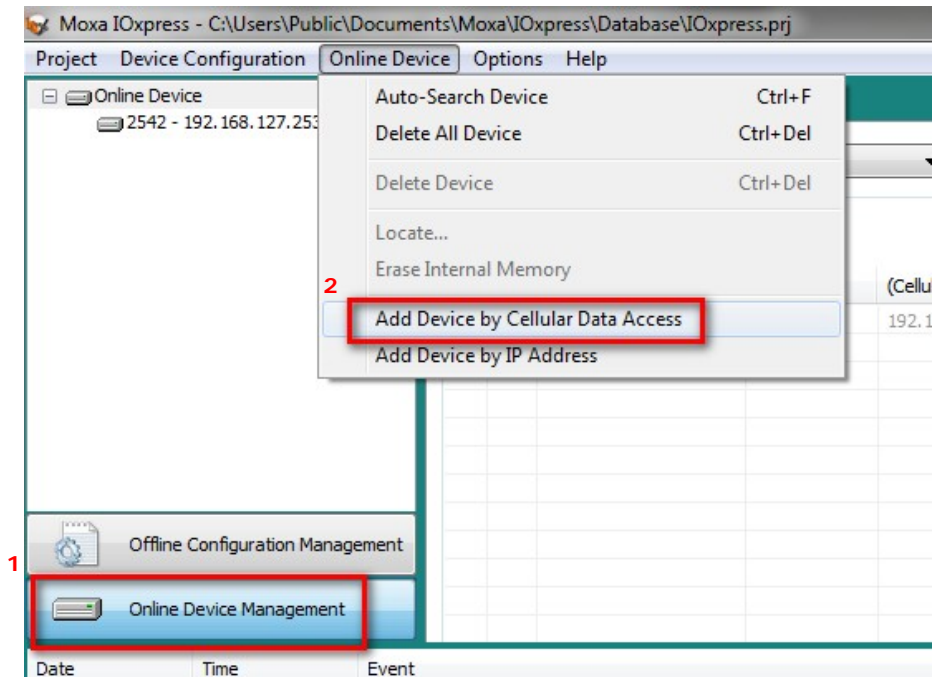 Moxa IOxpress - C:\Users\Public\Documents\Moxa\IOxpress\Database\IOxpress.prj
Project Device Configuration Online Device Options Help
Online Device
2542 - 192.168.127.253
Auto-Search Device Ctrl+F
Delete All Device Ctrl+Del
Delete Device Ctrl+Del
Locate...
Erase Internal Memory
2
Add Device by Cellular Data Access
Add Device by IP Address
(Cellu
192.1
Offline Configuration Management
1
Online Device Management
Date Time Event